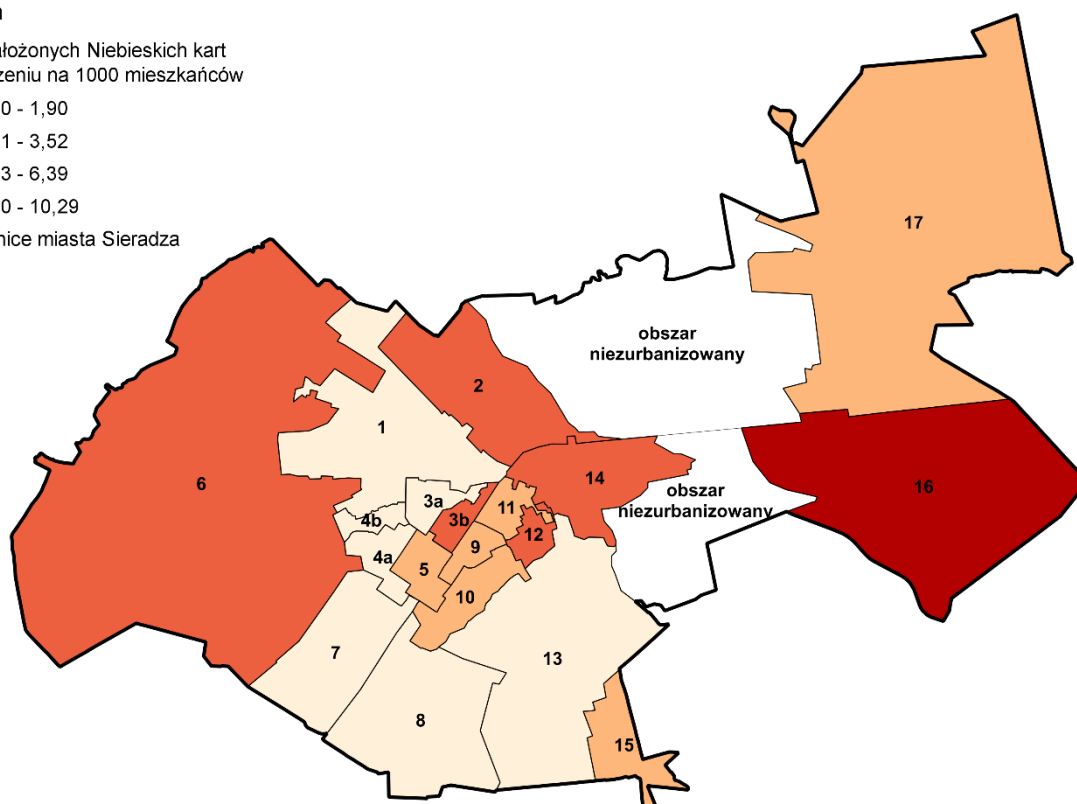 ałożonych Niebieskich kart
zeniu na 1000 mieszkańców
0 - 1,90
1 - 3,52
3 - 6,39
0 - 10,29
nice miasta Sieradza
17
obszar
niezurbanizowany
2
1
6
14
16
3a
obszar
niezurbanizowany
11
4b
3b
12
9
4a
5
10
7
13
8
15